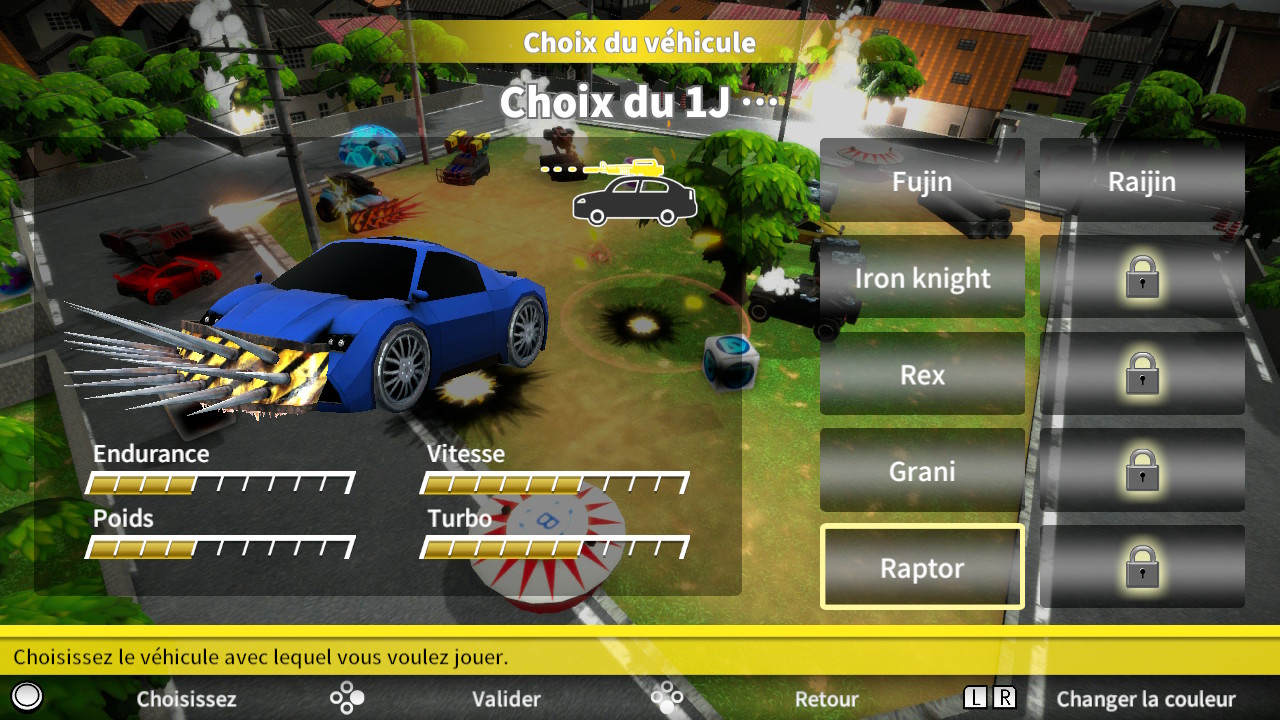 Choix du véhicule
Choix du 1J ...
Fujin
Raijin
Iron knight
Rex
Grani
Raptor
Endurance
Vitesse
Poids
Turbo
Choisissez le véhicule avec lequel vous voulez jouer.
Choisissez
Valider
Retour
L R
Changer la couleur